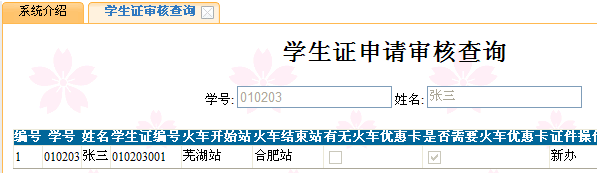 系统介绍 学生证审核查询
学生证申请审核查询
学号: 010203 姓名: 张三
编号 学号 姓名 学生证编号 火车开始站 火车结束站 有无火车优惠卡 是否需要火车优惠卡 证件操作
1 010203 张三 010203001 芜湖站 合肥站 新办